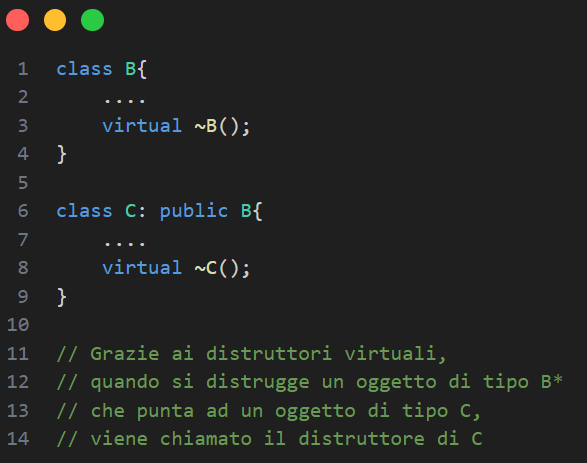 1 class B{
2 ....
3 virtual ~B();
4 }
5
6 class C: public B{
7 ....
8 virtual ~C();
9 }
10
11 // Grazie ai distruttori virtuali,
12 // quando si distrugge un oggetto di tipo B*
13 // che punta ad un oggetto di tipo C,
14 // viene chiamato il distruttore di C